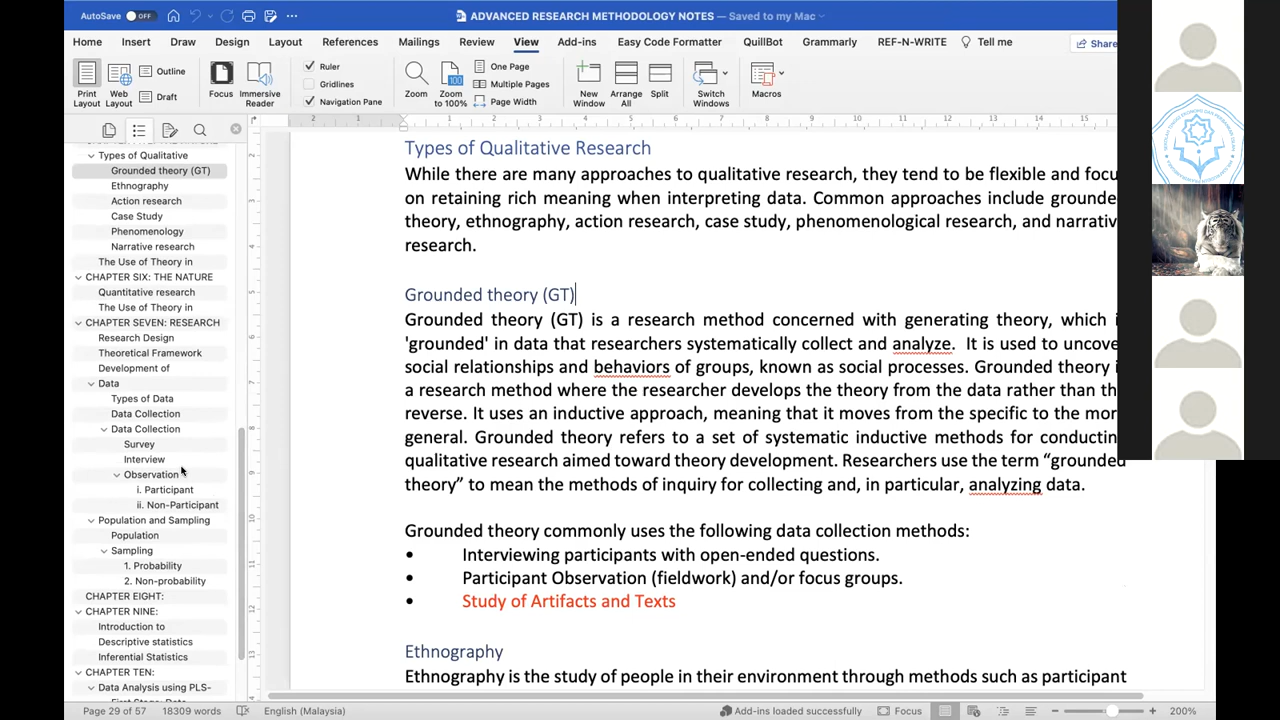 AutoSave OFF ADVANCED RESEARCH METHODOLOGY NOTES — Saved to my Mac
Home Insert Draw Design Layout References Mailings Review View Add-ins Easy Code Formatter QuillBot Grammarly REF-N-WRITE Tell me Share
Print Layout
Web Layout
Outline
Draft
Focus
Immersive Reader
Ruler
Gridlines
Navigation Pane
Zoom
100
Zoom to 100%
One Page
Multiple Pages
Page Width
New Window
Arrange All
Split
Switch Windows
Macros
2 1 1 2 3 4 5 6 7 8 9 10 11 12 13 14 15
Types of Qualitative
Grounded theory (GT)
Ethnography
Action research
Case Study
Phenomenology
Narrative research
The Use of Theory in
CHAPTER SIX: THE NATURE
Quantitative research
The Use of Theory in
CHAPTER SEVEN: RESEARCH
Research Design
Theoretical Framework
Development of
Data
Types of Data
Data Collection
Data Collection
Survey
Interview
Observation
i. Participant
ii. Non-Participant
Population and Sampling
Population
Sampling
1. Probability
2. Non-probability
CHAPTER EIGHT:
CHAPTER NINE:
Introduction to
Descriptive statistics
Inferential Statistics
CHAPTER TEN:
Data Analysis using PLS-
Types of Qualitative Research
While there are many approaches to qualitative research, they tend to be flexible and focu
on retaining rich meaning when interpreting data. Common approaches include grounde
theory, ethnography, action research, case study, phenomenological research, and narrativ
research.
Grounded theory (GT)
Grounded theory (GT) is a research method concerned with generating theory, which i
'grounded' in data that researchers systematically collect and analyze. It is used to uncove
social relationships and behaviors of groups, known as social processes. Grounded theory i
a research method where the researcher develops the theory from the data rather than th
reverse. It uses an inductive approach, meaning that it moves from the specific to the mor
general. Grounded theory refers to a set of systematic inductive methods for conductin
qualitative research aimed toward theory development. Researchers use the term “grounded
theory” to mean the methods of inquiry for collecting and, in particular, analyzing data.
Grounded theory commonly uses the following data collection methods:
• Interviewing participants with open-ended questions.
• Participant Observation (fieldwork) and/or focus groups.
• Study of Artifacts and Texts
Ethnography
Ethnography is the study of people in their environment through methods such as participant
Page 29 of 57 18309 words English (Malaysia) Add-ins loaded successfully Focus 200%